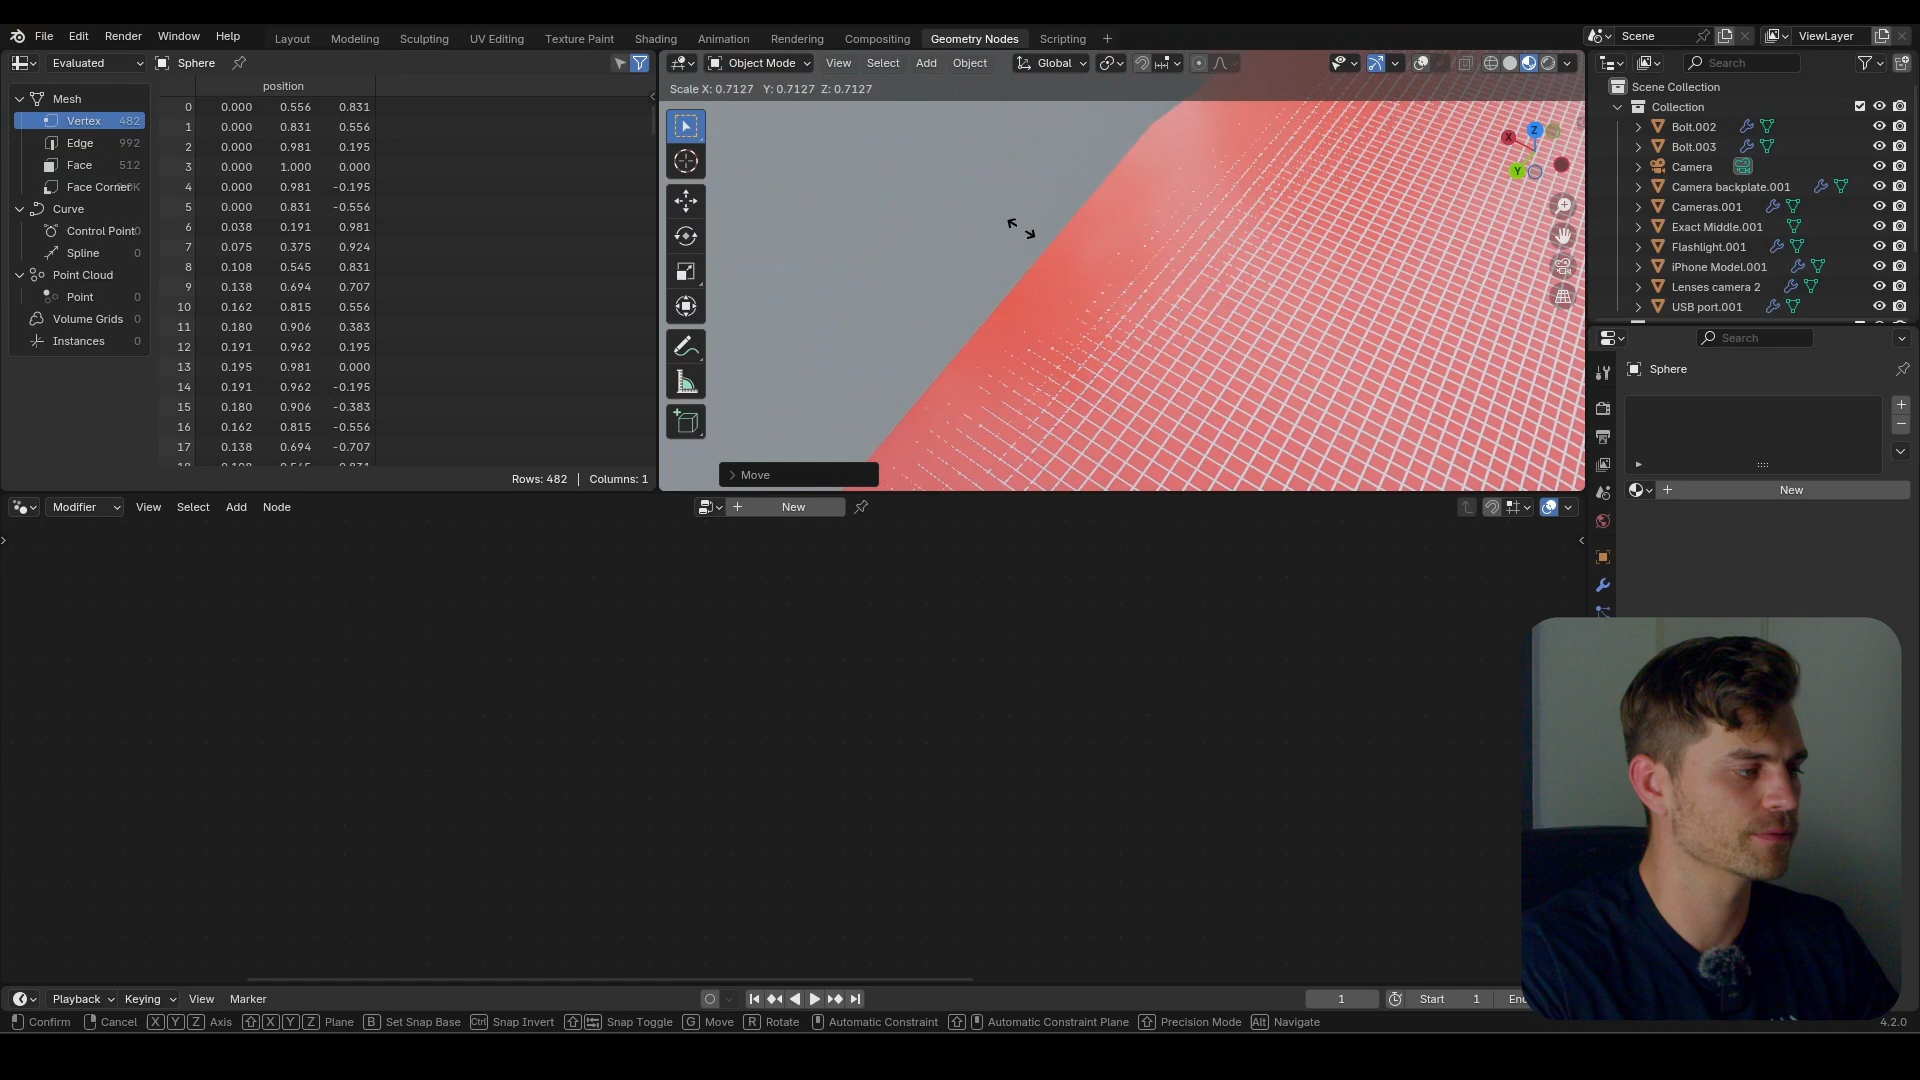 File Edit Render Window Help Layout Modeling Sculpting UV Editing Texture Paint Shading Animation Rendering Compositing Geometry Nodes Scripting + Scene ViewLayer
Evaluated Sphere
position
Mesh
Vertex 482
Edge 992
Face 512
Face Corn
Curve
Control Point 0
Spline 0
Point Cloud
Point 0
Volume Grids 0
Instances 0
0 0.000 0.556 0.831
1 0.000 0.831 0.556
2 0.000 0.981 0.195
3 0.000 1.000 0.000
4 0.000 0.981 -0.195
5 0.000 0.831 -0.556
6 0.038 0.191 0.981
7 0.075 0.375 0.924
8 0.108 0.545 0.831
9 0.138 0.694 0.707
10 0.162 0.815 0.556
11 0.180 0.906 0.383
12 0.191 0.962 0.195
13 0.195 0.981 0.000
14 0.191 0.962 -0.195
15 0.180 0.906 -0.383
16 0.162 0.815 -0.556
17 0.138 0.694 -0.707
Rows: 482 | Columns: 1
Object Mode View Select Add Object Global
Scale X: 0.7127 Y: 0.7127 Z: 0.7127
X Z Y
Move
Search
Scene Collection
Collection
Bolt.002
Bolt.003
Camera
Camera backplate.001
Cameras.001
Exact Middle.001
Flashlight.001
iPhone Model.001
Lenses camera 2
USB port.001
Search
Sphere
New
Modifier View Select Add Node New
Playback Keying View Marker 1 Start 1 End
Confirm Cancel X Y Z Axis X Y Z Plane B Set Snap Base Ctrl Snap Invert Snap Toggle G Move R Rotate Automatic Constraint Automatic Constraint Plane Precision Mode Alt Navigate 4.2.0